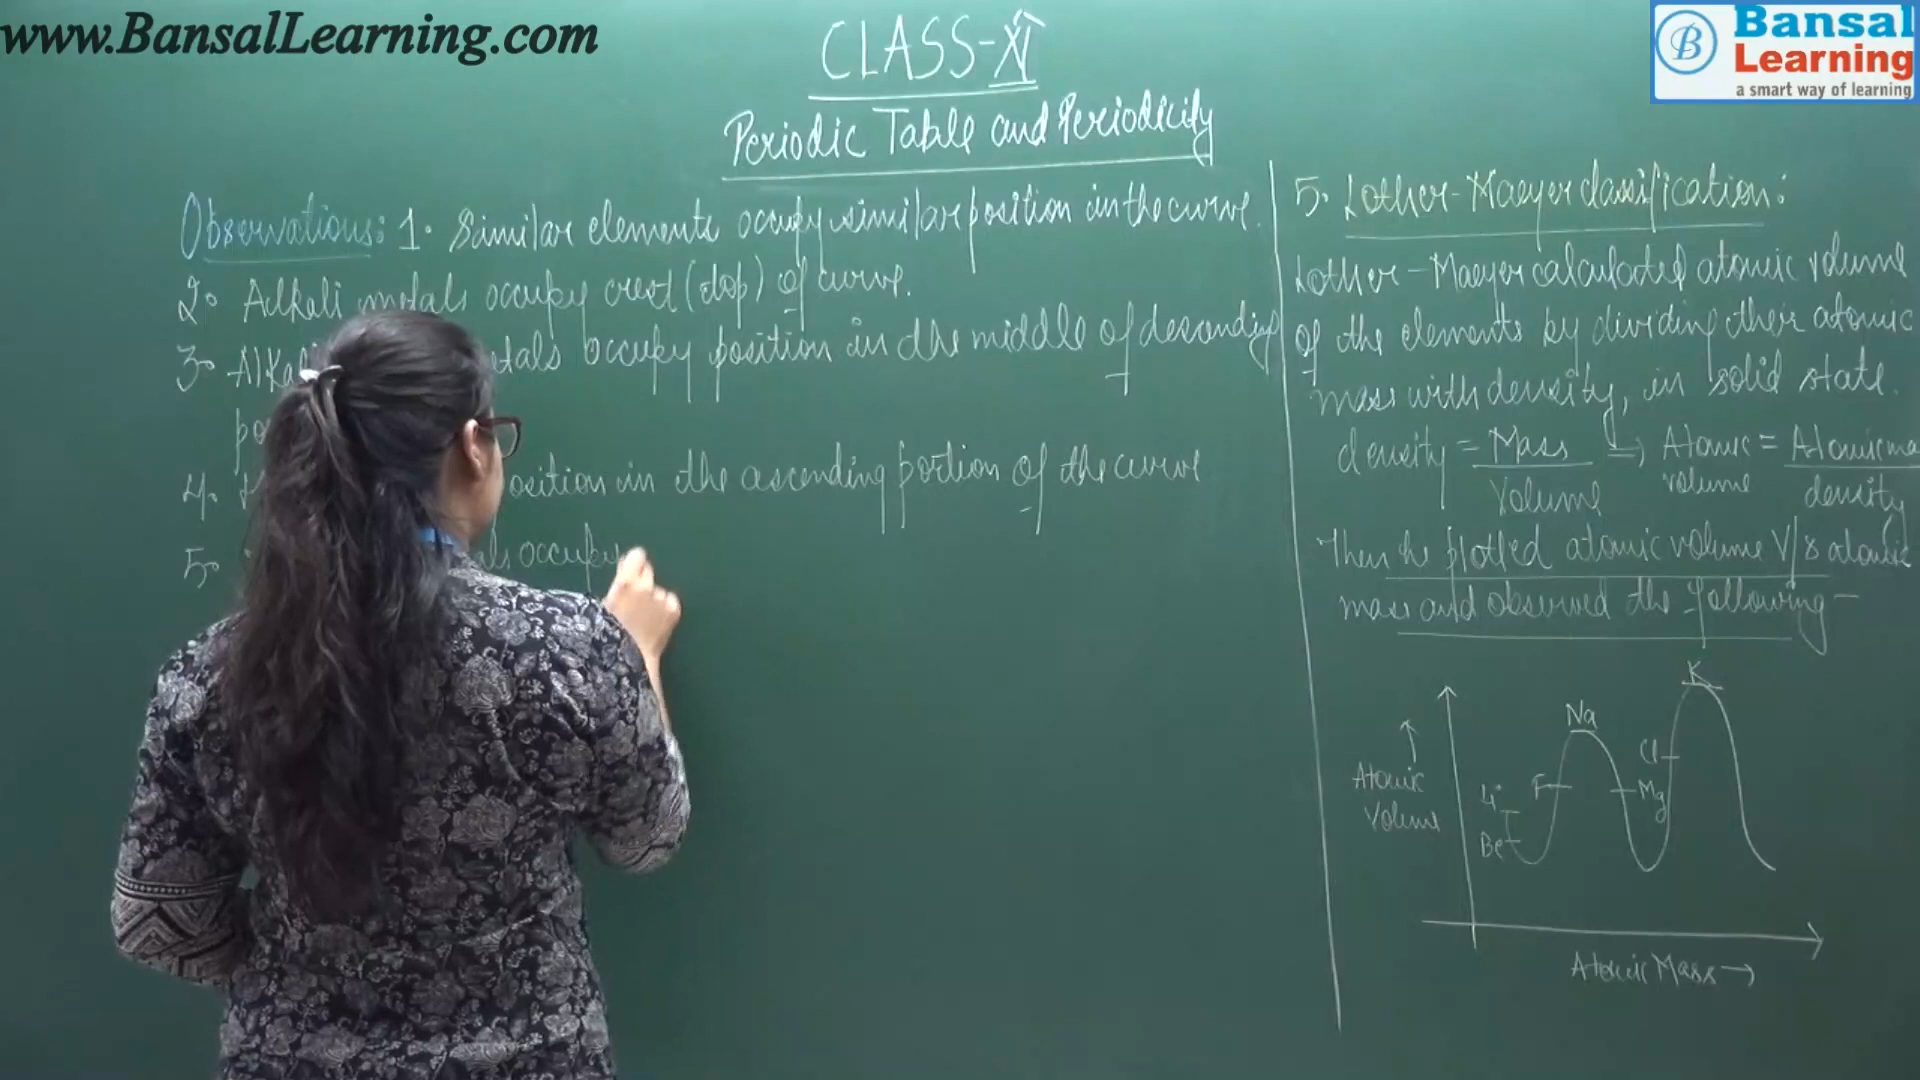 www.BansalLearning.com
Bansal
Learning
a smart way of learning
CLASS-XI
Periodic Table and Periodicity
Observations: 1. Similar elements occupy similar position in the curve.
2. Alkali metals occupy crest (top) of curve.
3. Alkali metals occupy position in the middle of descending
4. position in the ascending portion of the curve
5. occupy
5. Lother-Maeyer classification:
Lother-Maeyer calculated atomic volume
of the elements by dividing their atomic
mass with density, in solid state.
density = Mass / Volume ⇒ Atomic volume = Atomic ma / density
Then he plotted atomic volume V/s atomic
mass and observed the following-
K
Na
Cl
Atomic
Volume
Li
F
Mg
Be
Atomic Mass →